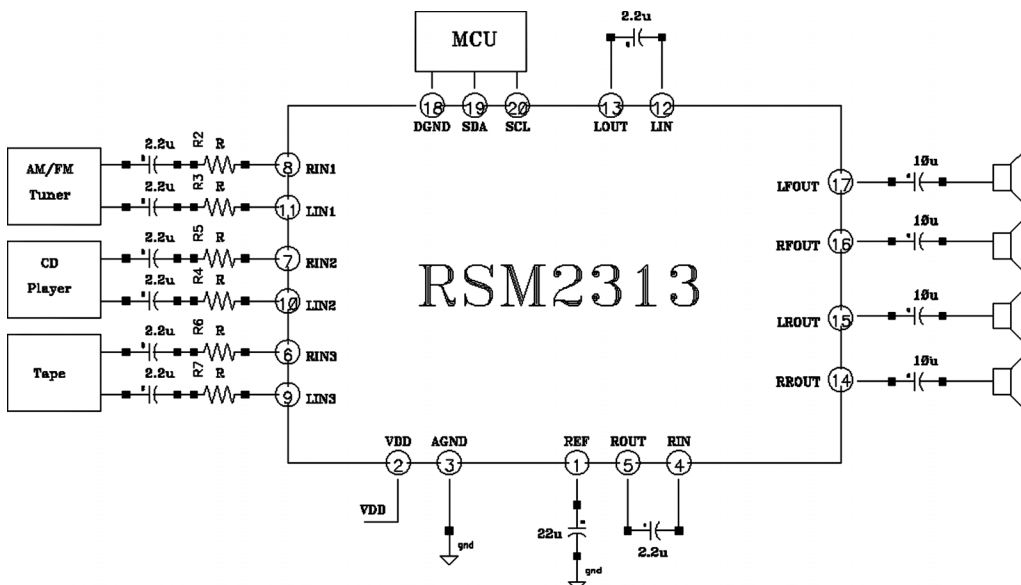 MCU
2.2u
18 19 20 13 12
DGND SDA SCL LOUT LIN
AM/FM
Tuner
2.2u R2 R 8 RIN1
2.2u R3 R 11 LIN1
CD
Player
2.2u R5 R 7 RIN2
2.2u R4 R 10 LIN2
Tape
2.2u R6 R 6 RIN3
2.2u R7 R 9 LIN3
RSM2313
LFOUT 17 10u
RFOUT 16 10u
LROUT 15 10u
RROUT 14 10u
VDD AGND REF ROUT RIN
2 3 1 5 4
VDD
22u
2.2u
gnd
gnd